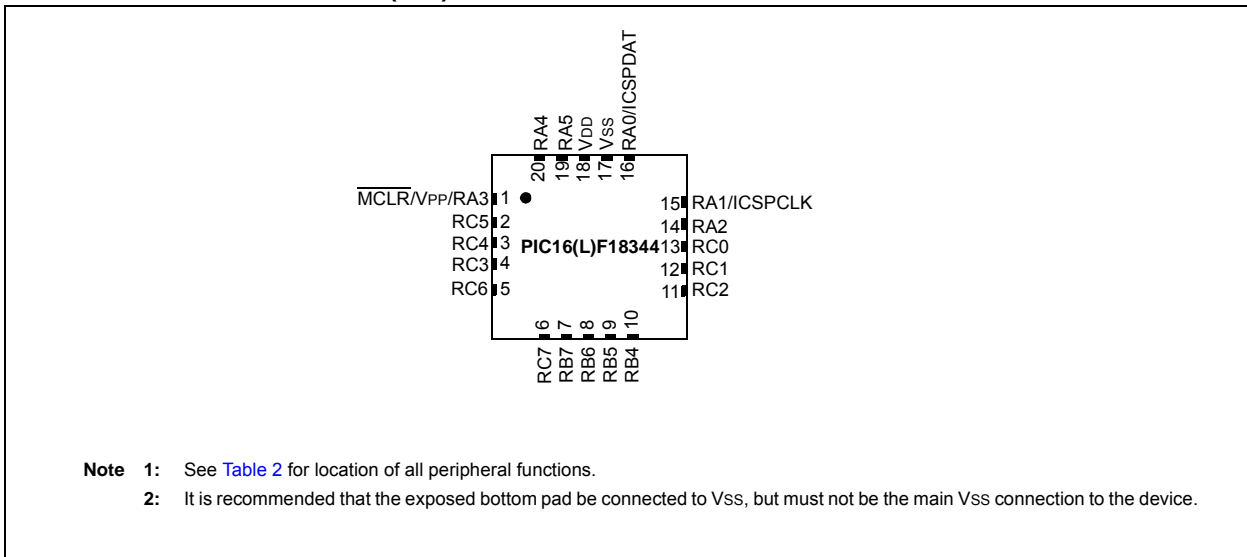 20 RA4
19 RA5
18 VDD
17 VSS
16 RA0/ICSPDAT
MCLR/VPP/RA3 1
RC5 2
RC4 3
RC3 4
RC6 5
PIC16(L)F18344
15 RA1/ICSPCLK
14 RA2
13 RC0
12 RC1
11 RC2
6 RC7
7 RB7
8 RB6
9 RB5
10 RB4
Note 1: See Table 2 for location of all peripheral functions.
2: It is recommended that the exposed bottom pad be connected to VSS, but must not be the main VSS connection to the device.